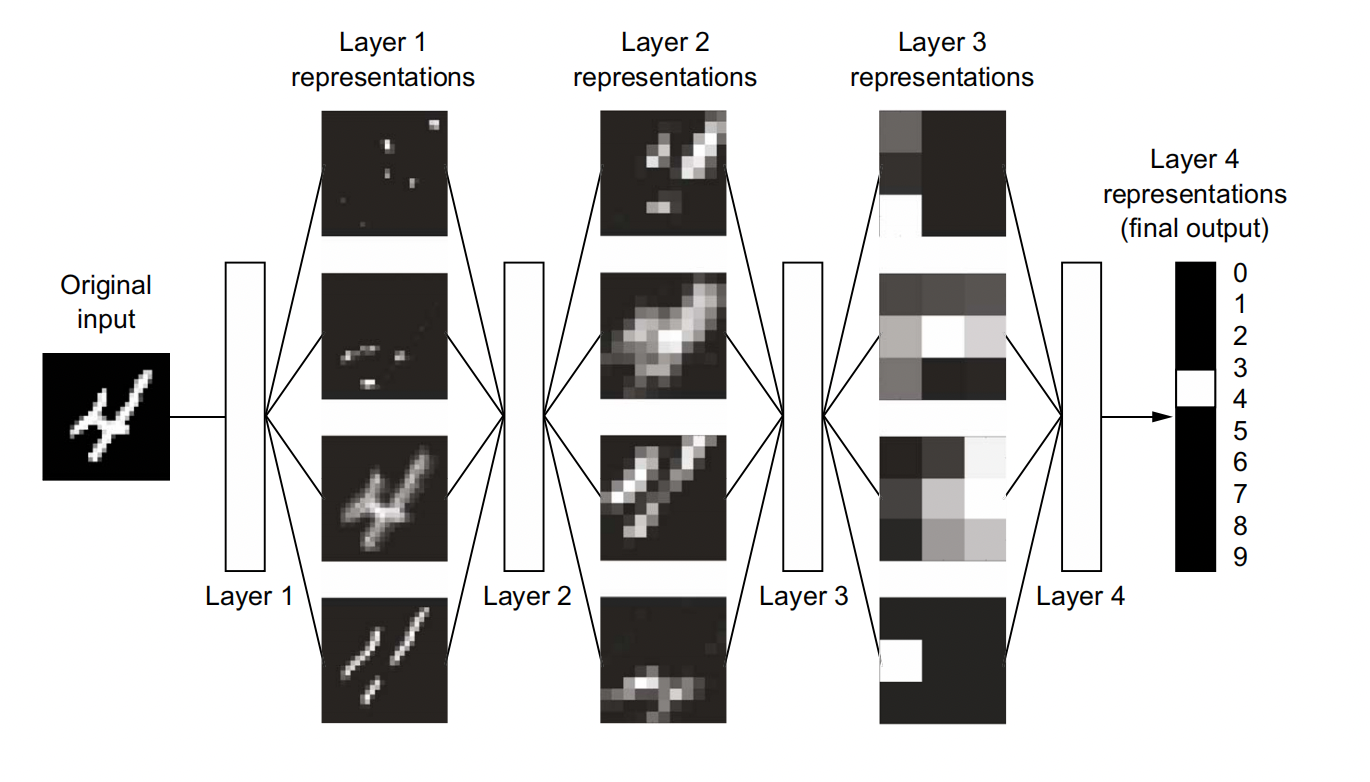 Layer 1
representations
Layer 2
representations
Layer 3
representations
Layer 4
representations
(final output)
Original
input
0
1
2
3
4
5
6
7
8
9
Layer 1
Layer 2
Layer 3
Layer 4